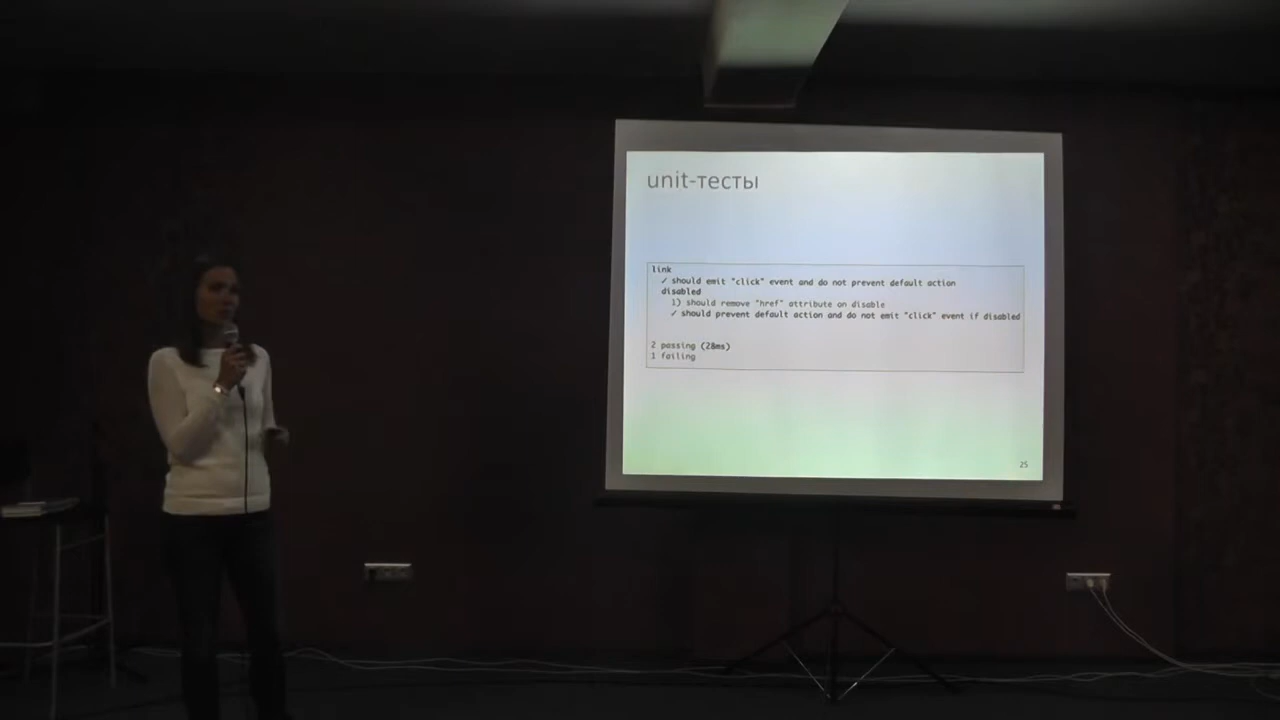 unit-тесты
link
✓ should emit "click" event and do not prevent default action
disabled
1) should remove "href" attribute on disable
✓ should prevent default action and do not emit "click" event if disabled
2 passing (28ms)
1 failing
25